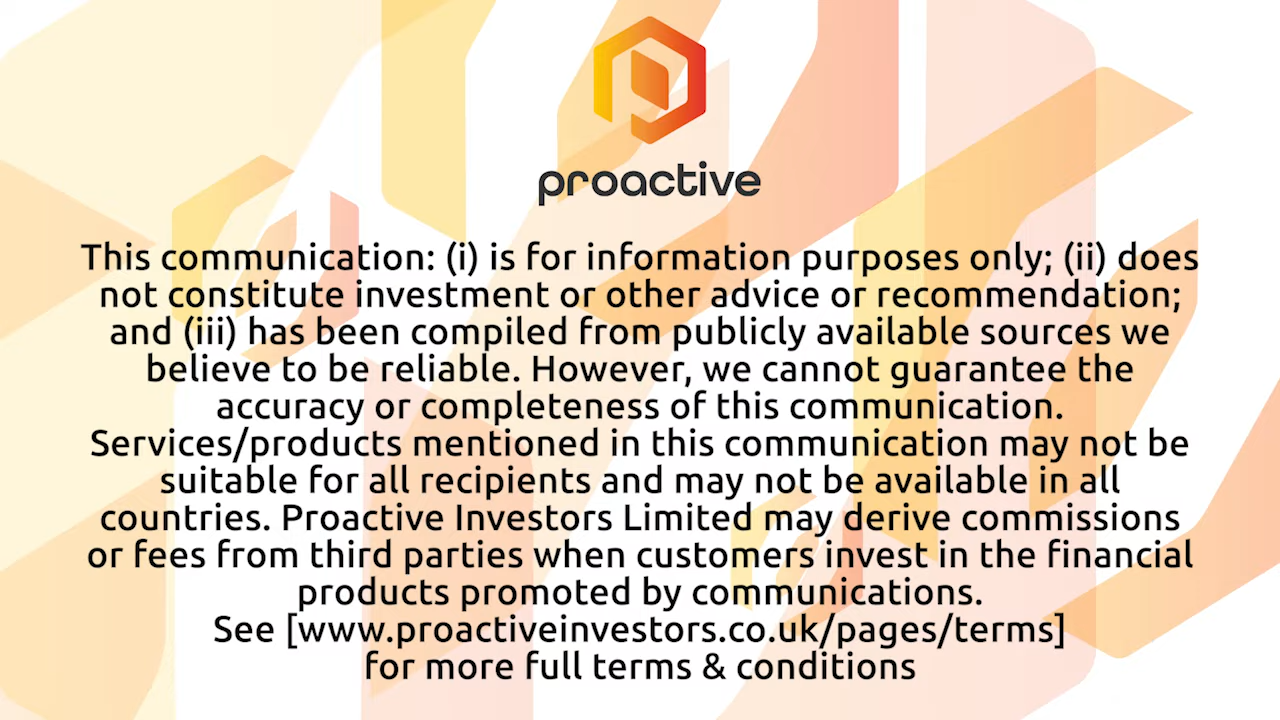 proactive
This communication: (i) is for information purposes only; (ii) does
not constitute investment or other advice or recommendation;
and (iii) has been compiled from publicly available sources we
believe to be reliable. However, we cannot guarantee the
accuracy or completeness of this communication.
Services/products mentioned in this communication may not be
suitable for all recipients and may not be available in all
countries. Proactive Investors Limited may derive commissions
or fees from third parties when customers invest in the financial
products promoted by communications.
See [www.proactiveinvestors.co.uk/pages/terms]
for more full terms & conditions